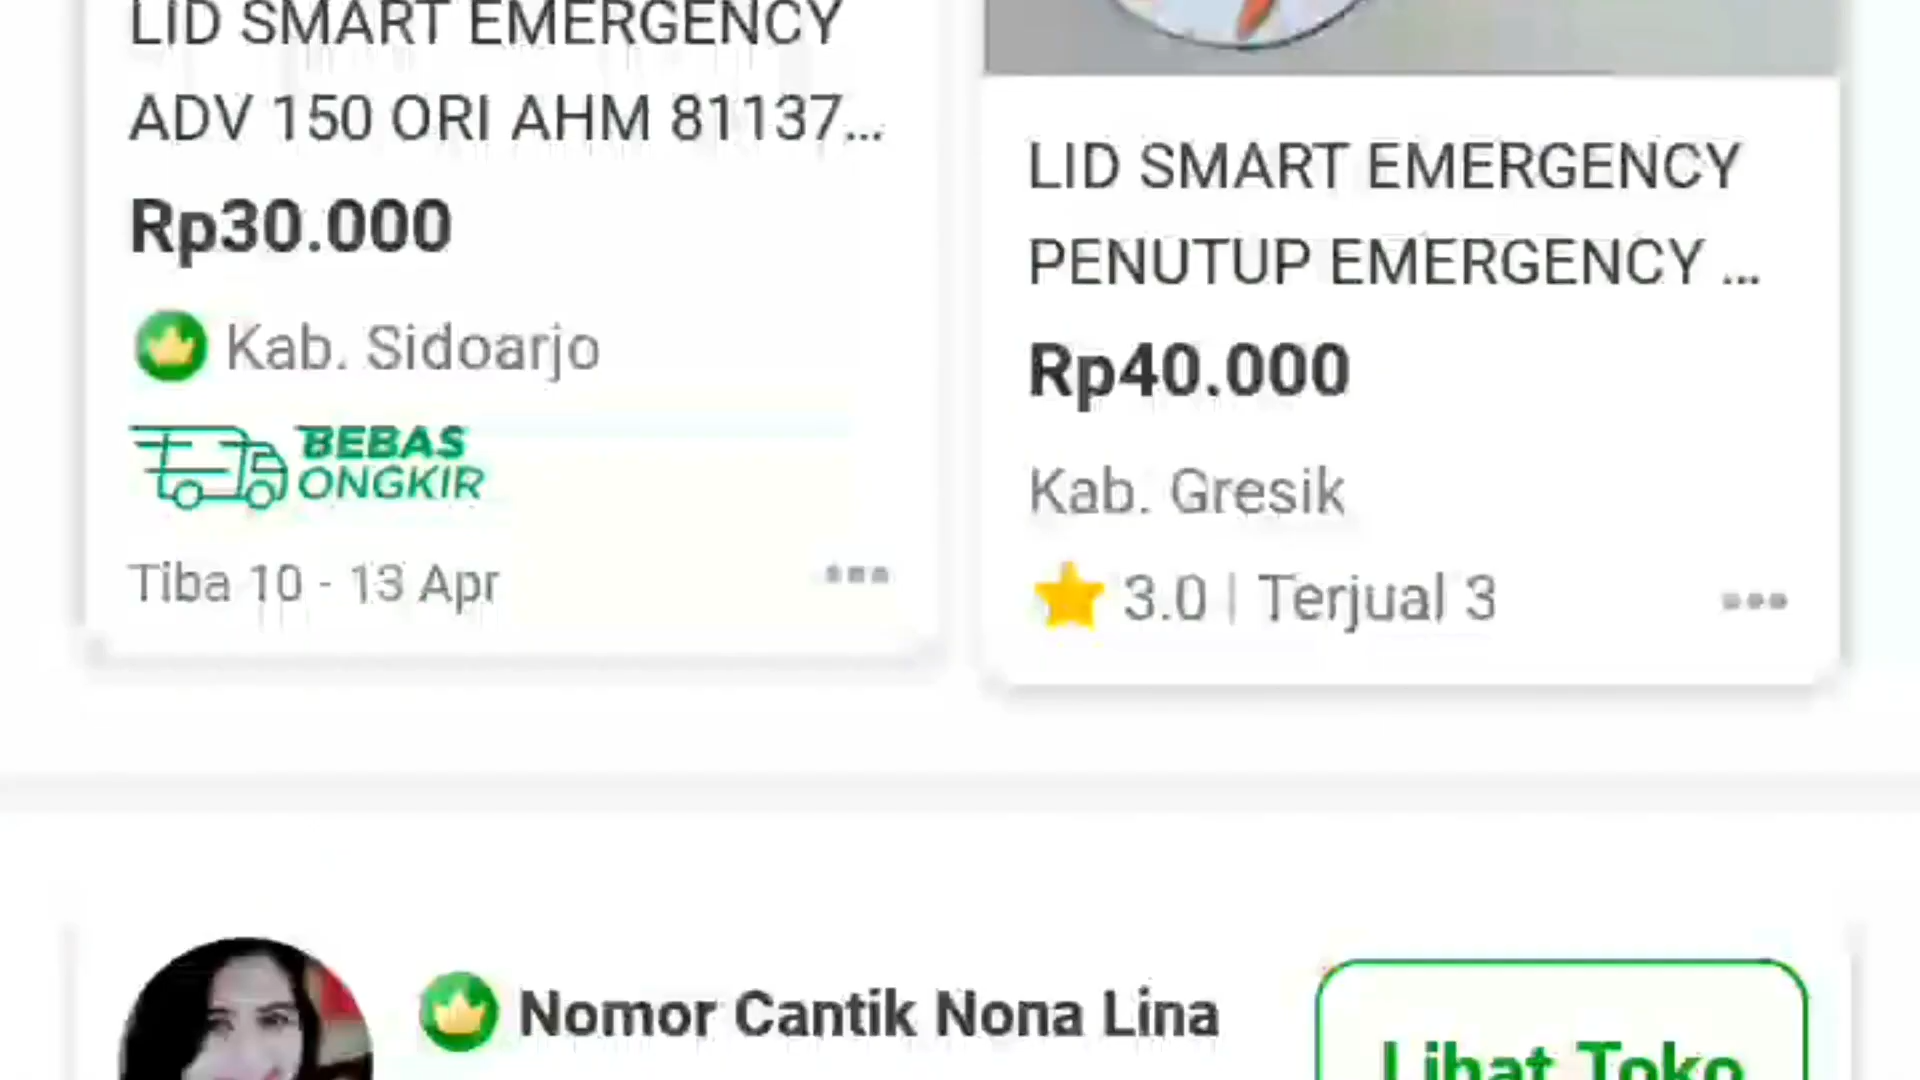 LID SMART EMERGENCY
ADV 150 ORI AHM 81137...
Rp30.000
Kab. Sidoarjo
BEBAS
ONGKIR
Tiba 10 - 13 Apr
LID SMART EMERGENCY
PENUTUP EMERGENCY ...
Rp40.000
Kab. Gresik
3.0 | Terjual 3
Nomor Cantik Nona Lina
Lihat Toko